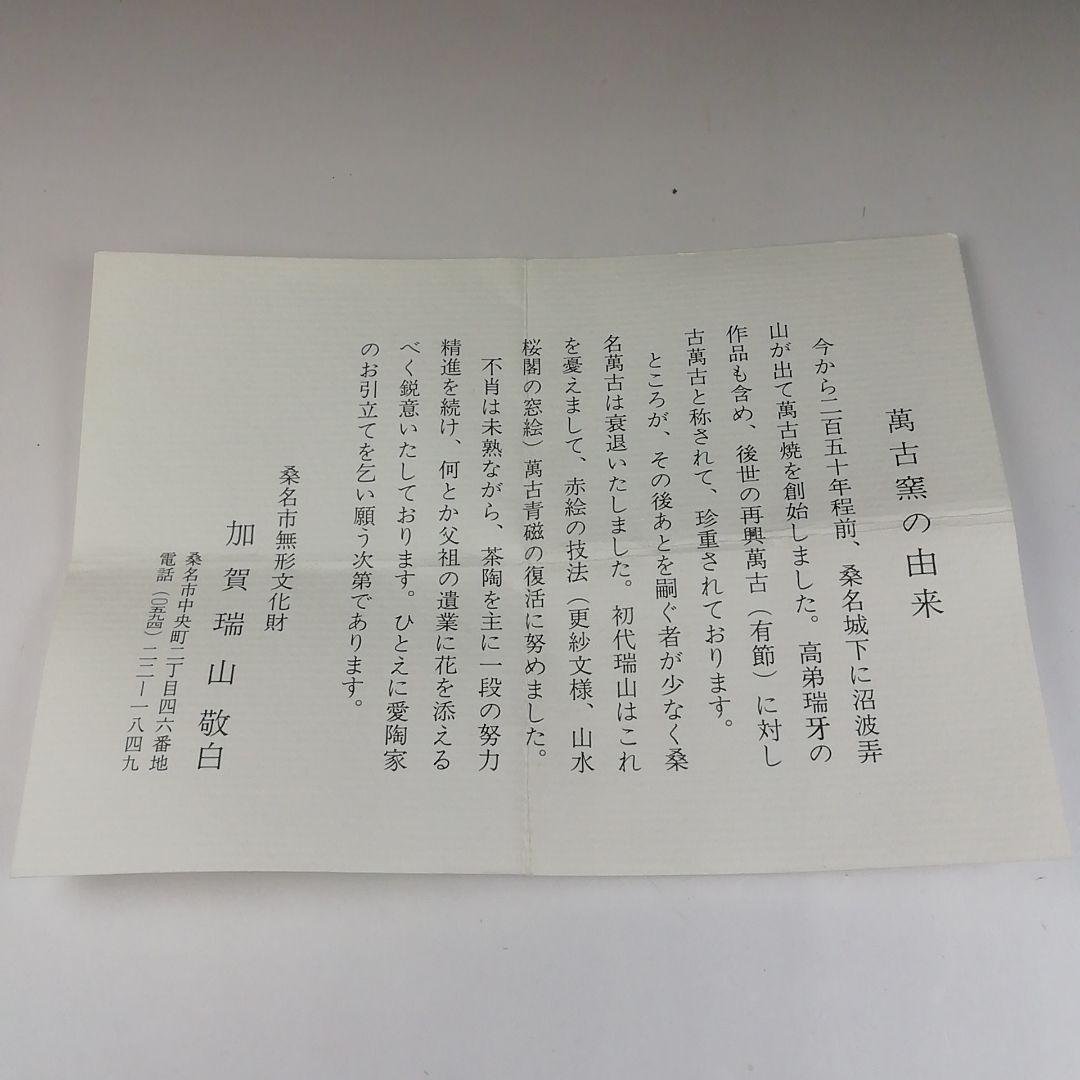 萬古窯の由来
今から二百五十年程前、桑名城下に沼波弄
山が出て萬古焼を創始しました。高弟瑞牙の
作品も含め、後世の再興萬古（有節）に対し
古萬古と称されて、珍重されております。
ところが、その後あとを嗣ぐ者が少なく桑
名萬古は衰退いたしました。初代瑞山はこれ
を憂えまして、赤絵の技法（更紗文様、山水
桜閣の窓絵）萬古青磁の復活に努めました。
不肖は未熟ながら、茶陶を主に一段の努力
精進を続け、何とか父祖の遺業に花を添える
べく鋭意いたしております。ひとえに愛陶家
のお引立てを乞い願う次第であります。
桑名市無形文化財
加賀瑞山敬白
桑名市中央町二丁目四六番地
電話（〇五九四）二二ー一八四九